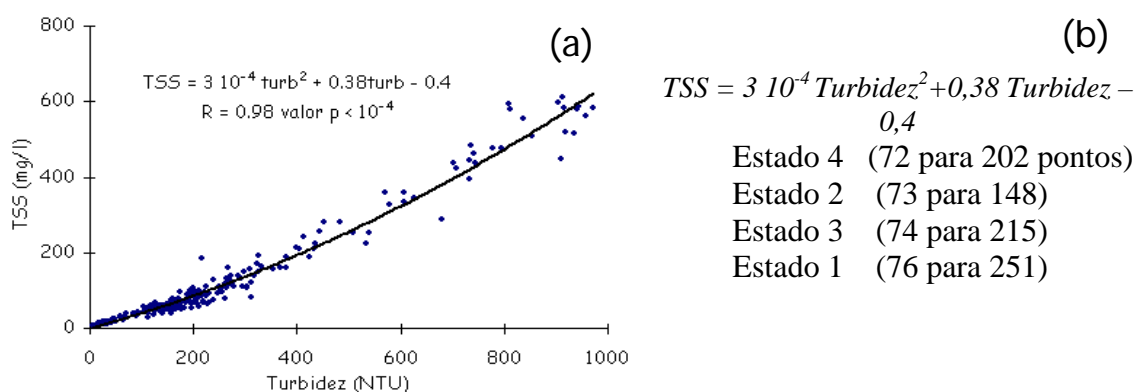 (a)
TSS = 3 10⁻⁴ turb² + 0.38turb - 0.4
R = 0.98 valor p < 10⁻⁴
TSS (mg/l)
800
600
400
200
0
0 200 400 600 800 1000
Turbidez (NTU)
(b)
TSS = 3 10⁻⁴ Turbidez²+0,38 Turbidez –
0,4
Estado 4 (72 para 202 pontos)
Estado 2 (73 para 148)
Estado 3 (74 para 215)
Estado 1 (76 para 251)